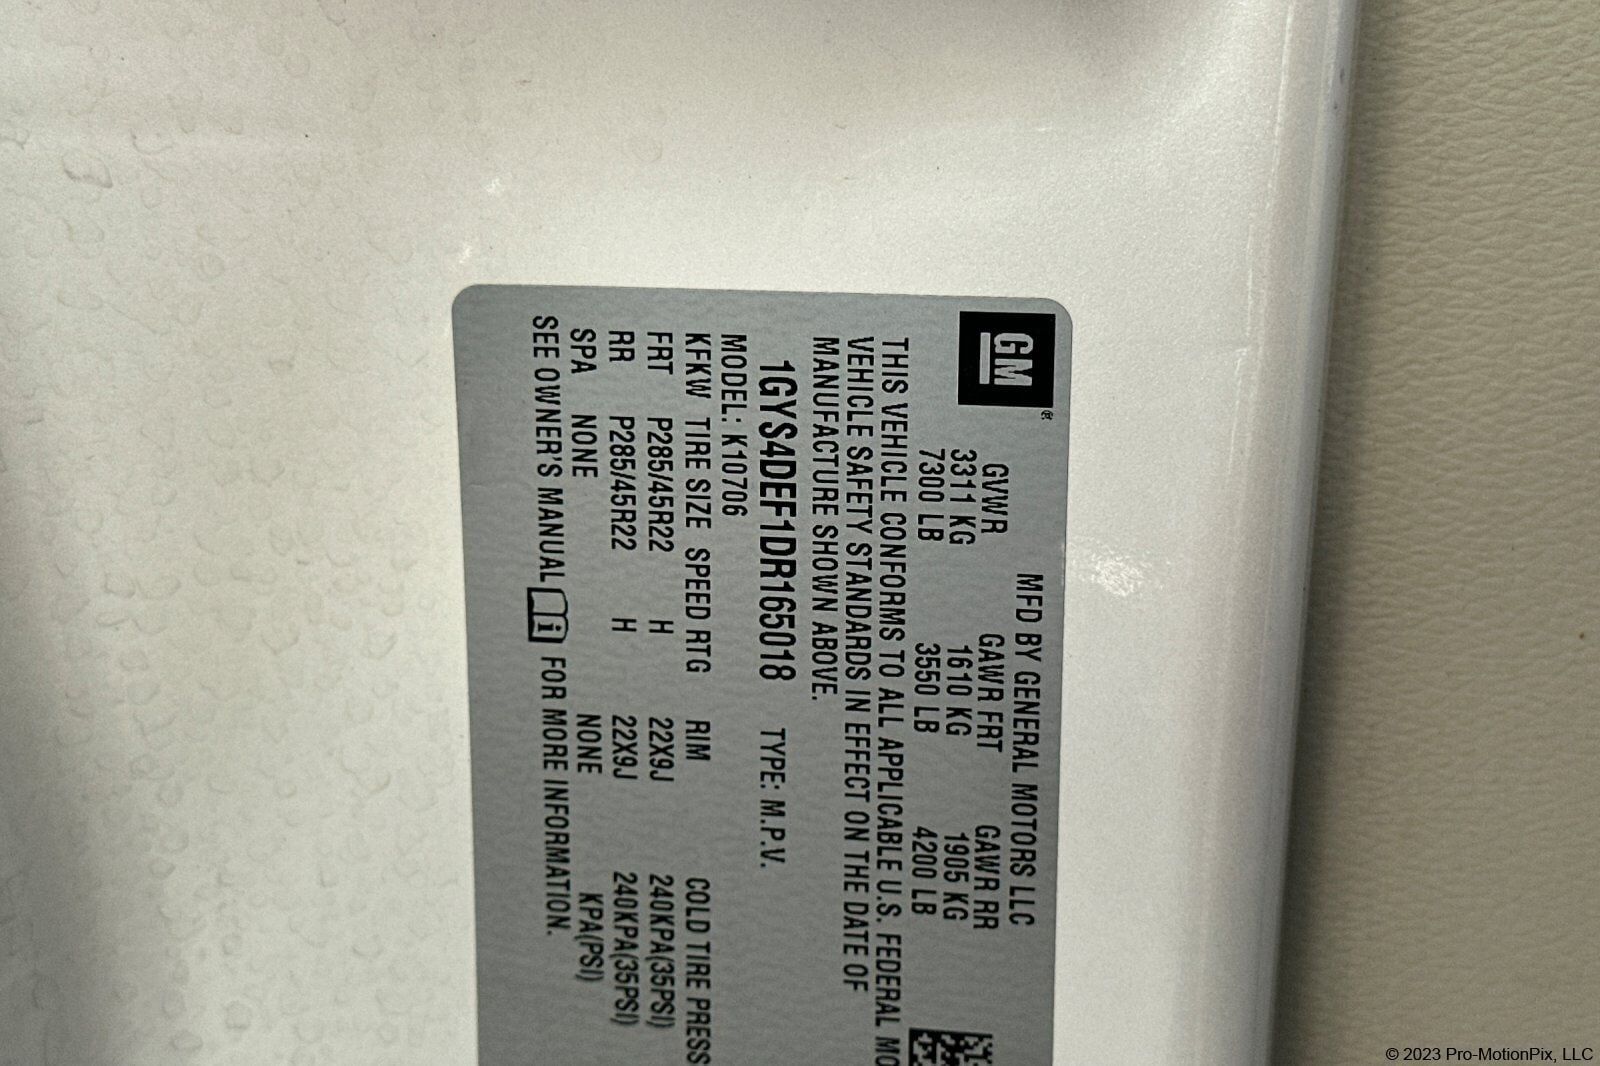 GM®
MFD BY GENERAL MOTORS LLC
GVWR GAWR FRT GAWR RR
3311 KG 1610 KG 1905 KG
7300 LB 3550 LB 4200 LB
THIS VEHICLE CONFORMS TO ALL APPLICABLE U.S. FEDERAL MO
VEHICLE SAFETY STANDARDS IN EFFECT ON THE DATE OF
MANUFACTURE SHOWN ABOVE.
1GYS4DEF1DR165018 TYPE: M.P.V.
MODEL: K10706
KFKW TIRE SIZE SPEED RTG RIM COLD TIRE PRESS
FRT P285/45R22 H 22X9J 240KPA(35PSI)
RR P285/45R22 H 22X9J 240KPA(35PSI)
SPA NONE NONE KPA(PSI)
SEE OWNER'S MANUAL i FOR MORE INFORMATION.
© 2023 Pro-MotionPix, LLC